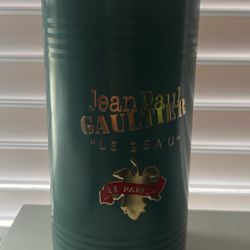 Jean Paul
GAULTIER
"LE BEAU"
LE PARFUM